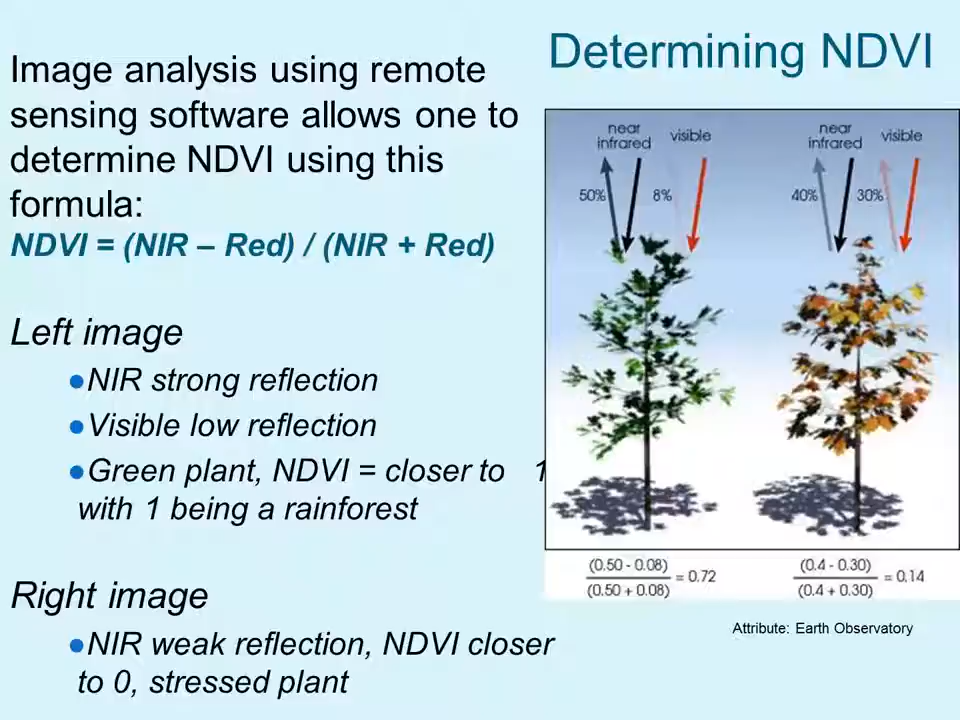 Determining NDVI
Image analysis using remote
sensing software allows one to
determine NDVI using this
formula:
NDVI = (NIR – Red) / (NIR + Red)
Left image
●NIR strong reflection
●Visible low reflection
●Green plant, NDVI = closer to 1
with 1 being a rainforest
Right image
●NIR weak reflection, NDVI closer
to 0, stressed plant
near
infrared
visible
50%
8%
near
infrared
visible
40%
30%
(0.50 - 0.08)
(0.50 + 0.08)
= 0.72
(0.4 - 0.30)
(0.4 + 0.30)
= 0.14
Attribute: Earth Observatory